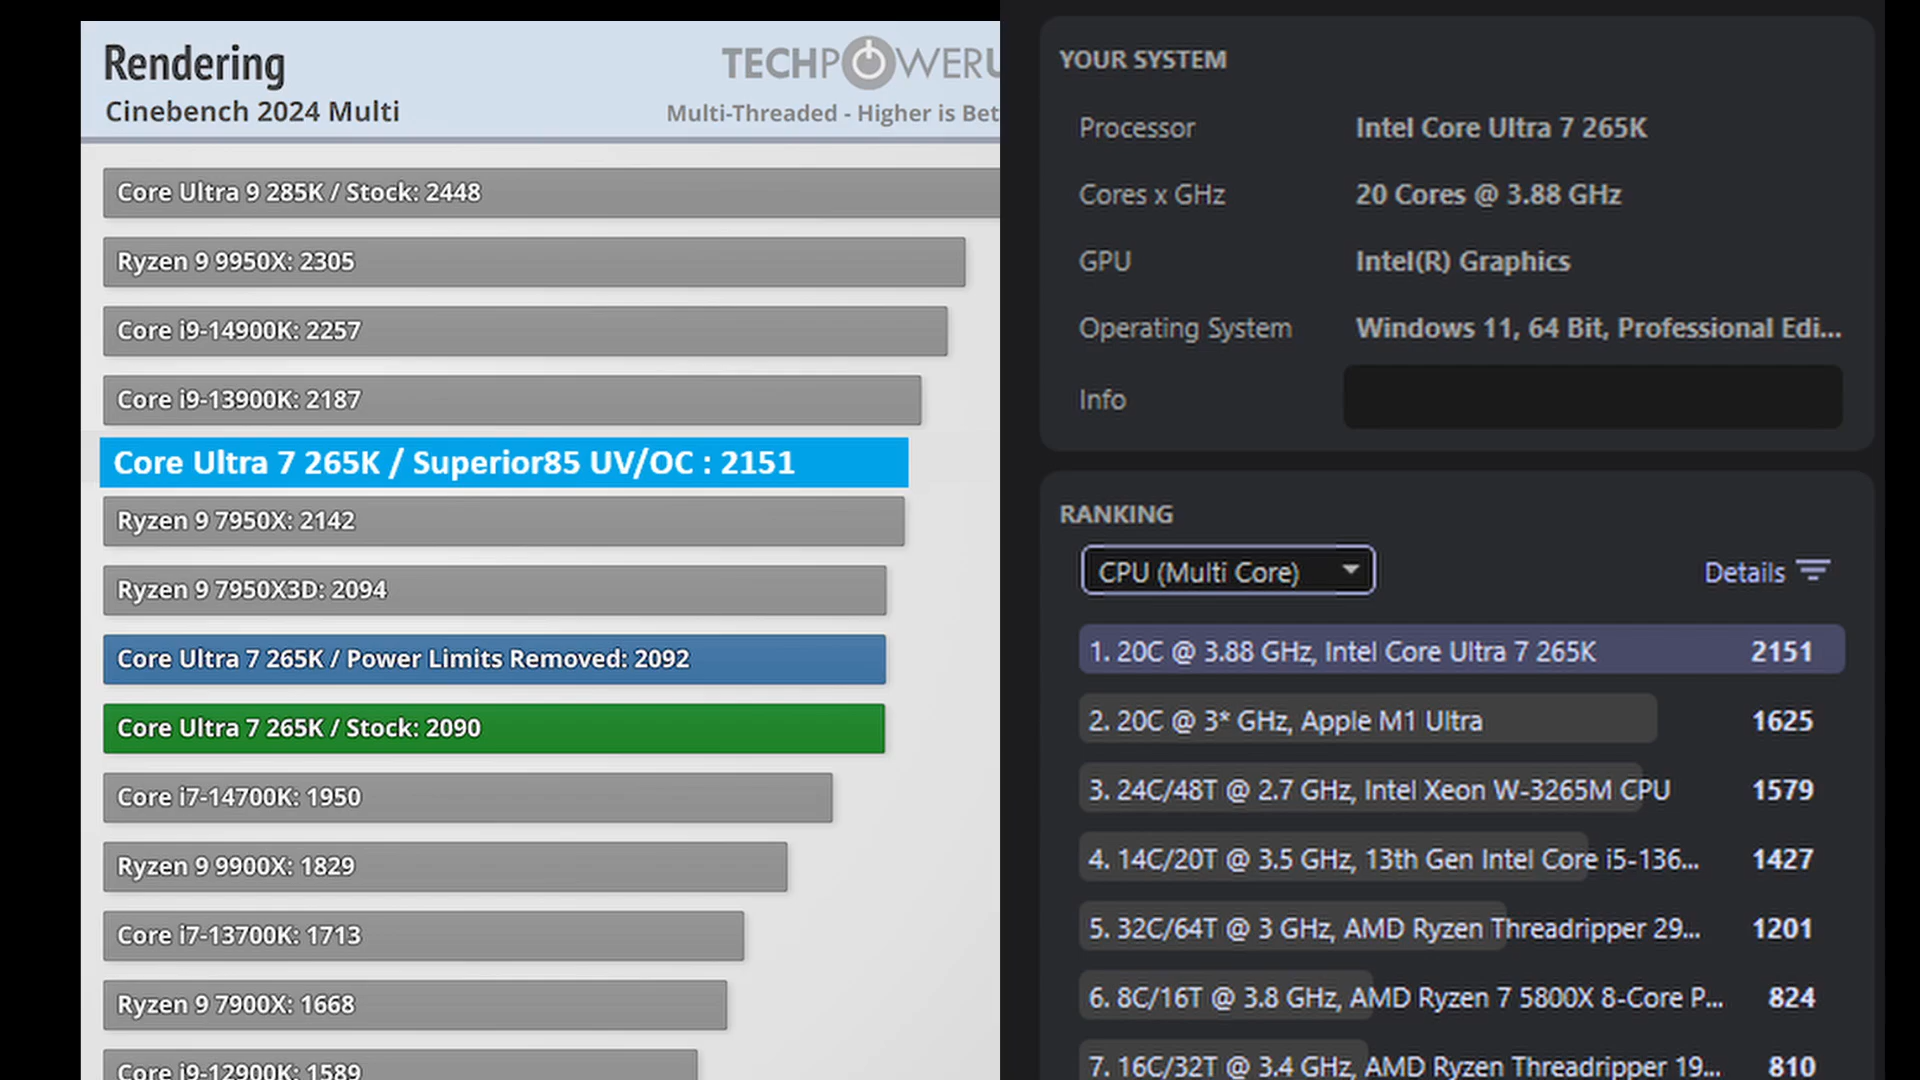 Rendering
TECHPOWERU
Cinebench 2024 Multi
Multi-Threaded - Higher is Bet
Core Ultra 9 285K / Stock: 2448
Ryzen 9 9950X: 2305
Core i9-14900K: 2257
Core i9-13900K: 2187
Core Ultra 7 265K / Superior85 UV/OC : 2151
Ryzen 9 7950X: 2142
Ryzen 9 7950X3D: 2094
Core Ultra 7 265K / Power Limits Removed: 2092
Core Ultra 7 265K / Stock: 2090
Core i7-14700K: 1950
Ryzen 9 9900X: 1829
Core i7-13700K: 1713
Ryzen 9 7900X: 1668
Core i9-12900K: 1589
YOUR SYSTEM
Processor Intel Core Ultra 7 265K
Cores x GHz 20 Cores @ 3.88 GHz
GPU Intel(R) Graphics
Operating System Windows 11, 64 Bit, Professional Edi...
Info
RANKING
CPU (Multi Core) Details
1. 20C @ 3.88 GHz, Intel Core Ultra 7 265K 2151
2. 20C @ 3* GHz, Apple M1 Ultra 1625
3. 24C/48T @ 2.7 GHz, Intel Xeon W-3265M CPU 1579
4. 14C/20T @ 3.5 GHz, 13th Gen Intel Core i5-136... 1427
5. 32C/64T @ 3 GHz, AMD Ryzen Threadripper 29... 1201
6. 8C/16T @ 3.8 GHz, AMD Ryzen 7 5800X 8-Core P... 824
7. 16C/32T @ 3.4 GHz, AMD Ryzen Threadripper 19... 810